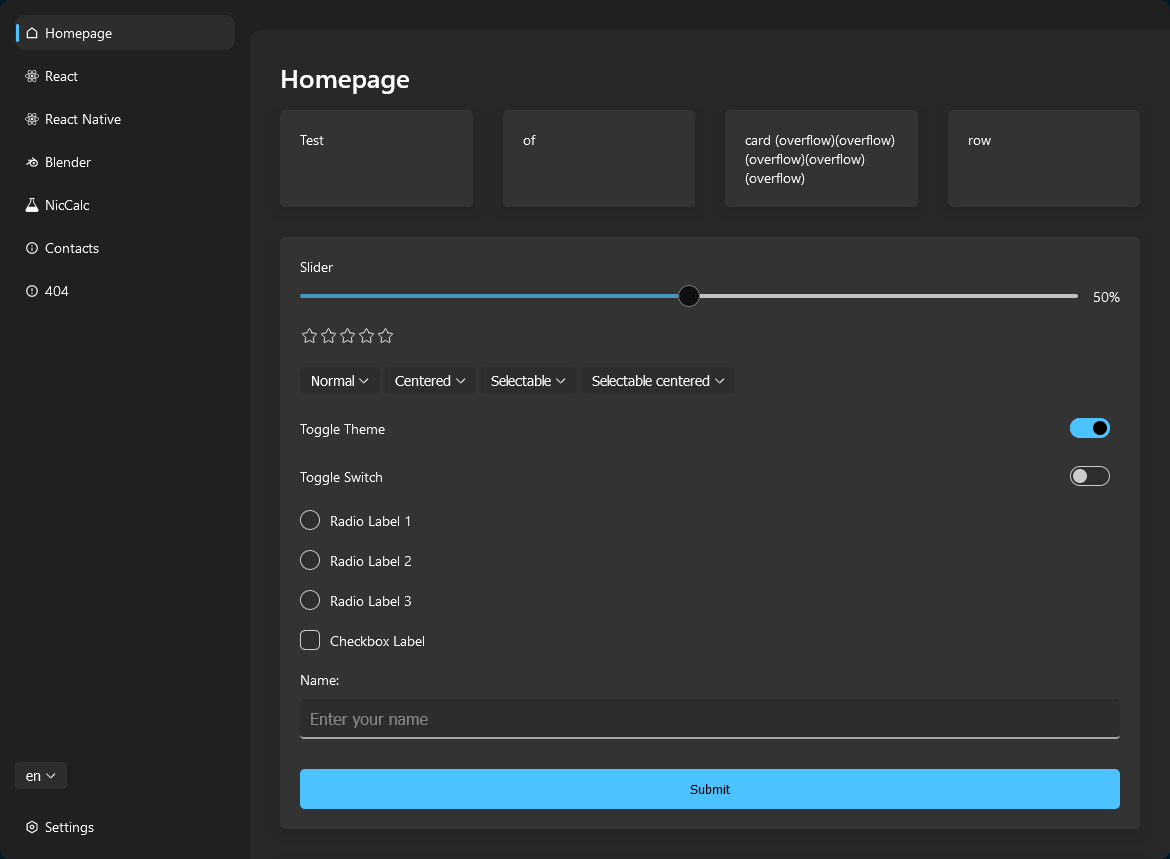 Homepage
React
React Native
Blender
NicCalc
Contacts
404
en
Settings
Homepage
Test
of
card (overflow)(overflow)
(overflow)(overflow)
(overflow)
row
Slider
50%
Normal
Centered
Selectable
Selectable centered
Toggle Theme
Toggle Switch
Radio Label 1
Radio Label 2
Radio Label 3
Checkbox Label
Name:
Enter your name
Submit